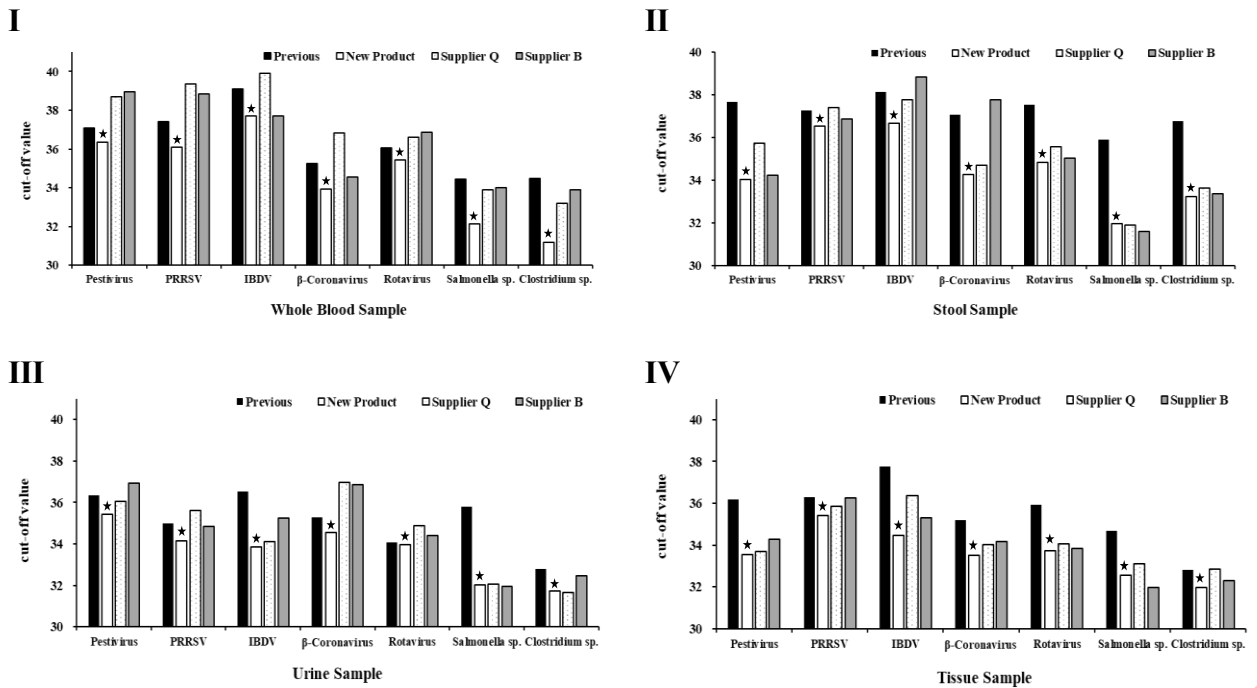 I
Previous New Product Supplier Q Supplier B
cut-off value
40
38
36
34
32
30
Pestivirus PRRSV IBDV β-Coronavirus Rotavirus Salmonella sp. Clostridium sp.
Whole Blood Sample
II
Previous New Product Supplier Q Supplier B
cut-off value
40
38
36
34
32
30
Pestivirus PRRSV IBDV β-Coronavirus Rotavirus Salmonella sp. Clostridium sp.
Stool Sample
III
Previous New Product Supplier Q Supplier B
cut-off value
40
38
36
34
32
30
Pestivirus PRRSV IBDV β-Coronavirus Rotavirus Salmonella sp. Clostridium sp.
Urine Sample
IV
Previous New Product Supplier Q Supplier B
cut-off value
40
38
36
34
32
30
Pestivirus PRRSV IBDV β-Coronavirus Rotavirus Salmonella sp. Clostridium sp.
Tissue Sample